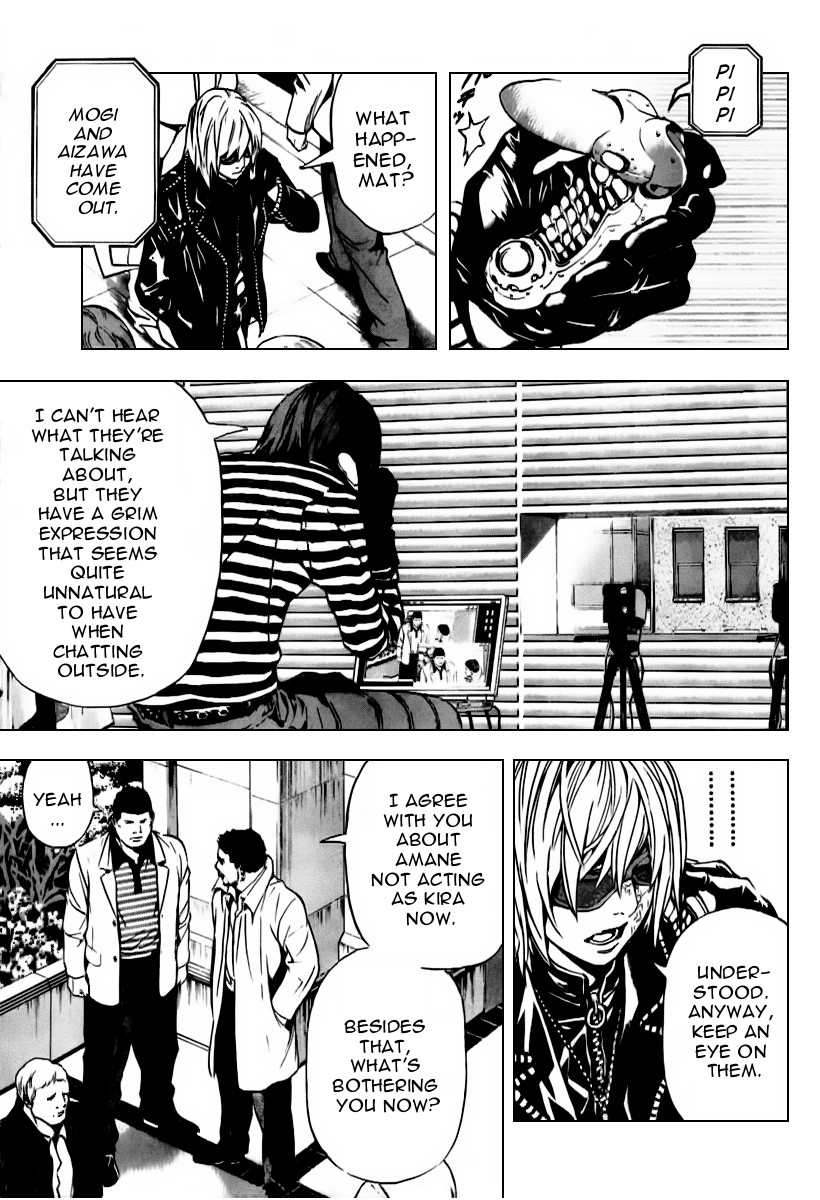 PI
PI
PI
WHAT
HAPP-
ENED,
MAT?
MOGI
AND
AIZAWA
HAVE
COME
OUT.
I CAN'T HEAR
WHAT THEY'RE
TALKING
ABOUT,
BUT THEY
HAVE A GRIM
EXPRESSION
THAT SEEMS
QUITE
UNNATURAL
TO HAVE
WHEN
CHATTING
OUTSIDE.
UNDER-
STOOD.
ANYWAY,
KEEP AN
EYE ON
THEM.
I AGREE
WITH YOU
ABOUT
AMANE
NOT ACTING
AS KIRA
NOW.
BESIDES
THAT,
WHAT'S
BOTHERING
YOU NOW?
YEAH
...